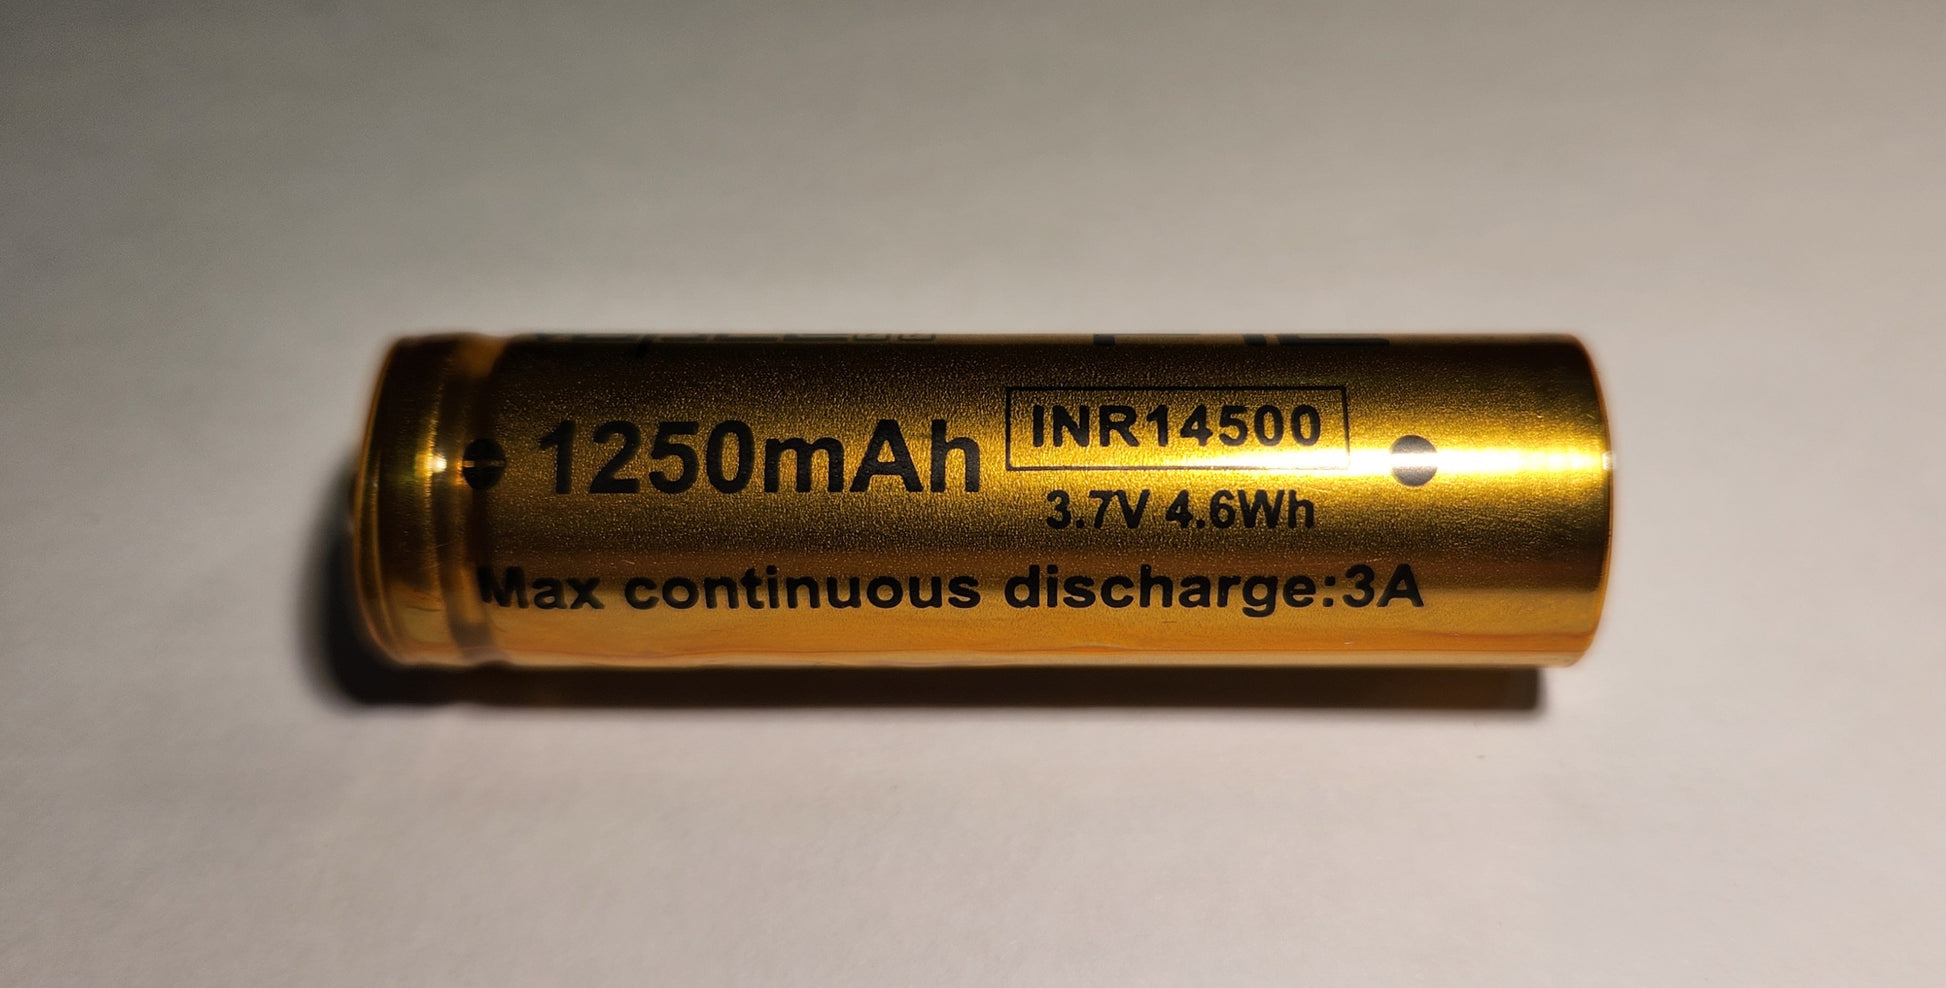 1250mAh
INR14500
3.7V 4.6Wh
Max continuous discharge:3A